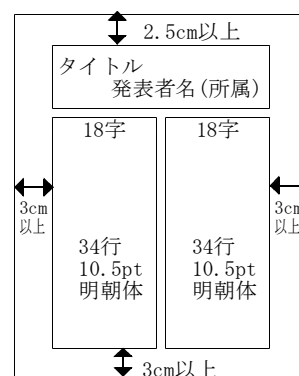 2.5cm以上
タイトル
発表者名(所属)
18字
18字
3cm
以上
3cm
以上
34行
10.5pt
明朝体
34行
10.5pt
明朝体
3cm以上